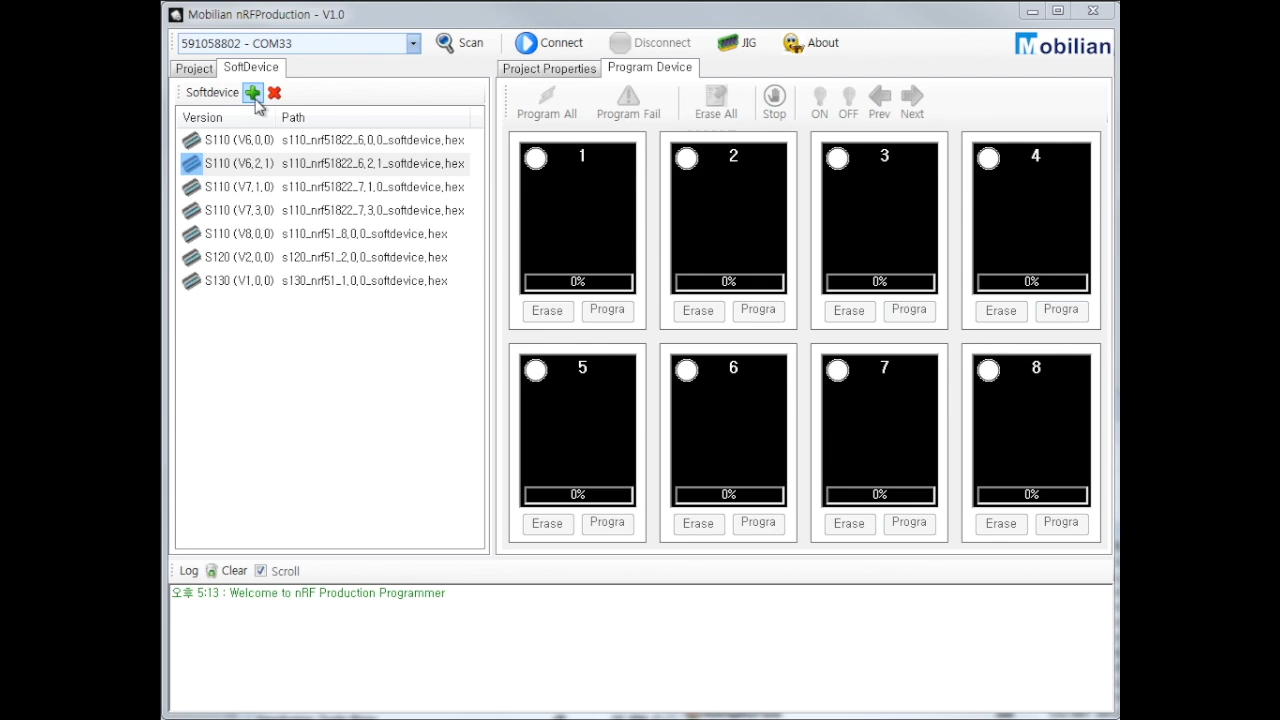 Mobilian nRFProduction - V1.0
591058802 - COM33
Scan
Connect
Disconnect
JIG
About
Mobilian
Project
SoftDevice
Project Properties
Program Device
Softdevice
Program All
Program Fail
Erase All
Stop
ON
OFF
Prev
Next
Version Path
S110 (V6,0,0) s110_nrf51822_6,0,0_softdevice,hex
S110 (V6,2,1) s110_nrf51822_6,2,1_softdevice,hex
S110 (V7,1,0) s110_nrf51822_7,1,0_softdevice,hex
S110 (V7,3,0) s110_nrf51822_7,3,0_softdevice,hex
S110 (V8,0,0) s110_nrf51_8,0,0_softdevice,hex
S120 (V2,0,0) s120_nrf51_2,0,0_softdevice,hex
S130 (V1,0,0) s130_nrf51_1,0,0_softdevice,hex
1
0%
Erase Progra
2
0%
Erase Progra
3
0%
Erase Progra
4
0%
Erase Progra
5
0%
Erase Progra
6
0%
Erase Progra
7
0%
Erase Progra
8
0%
Erase Progra
Log Clear Scroll
오후 5:13 : Welcome to nRF Production Programmer